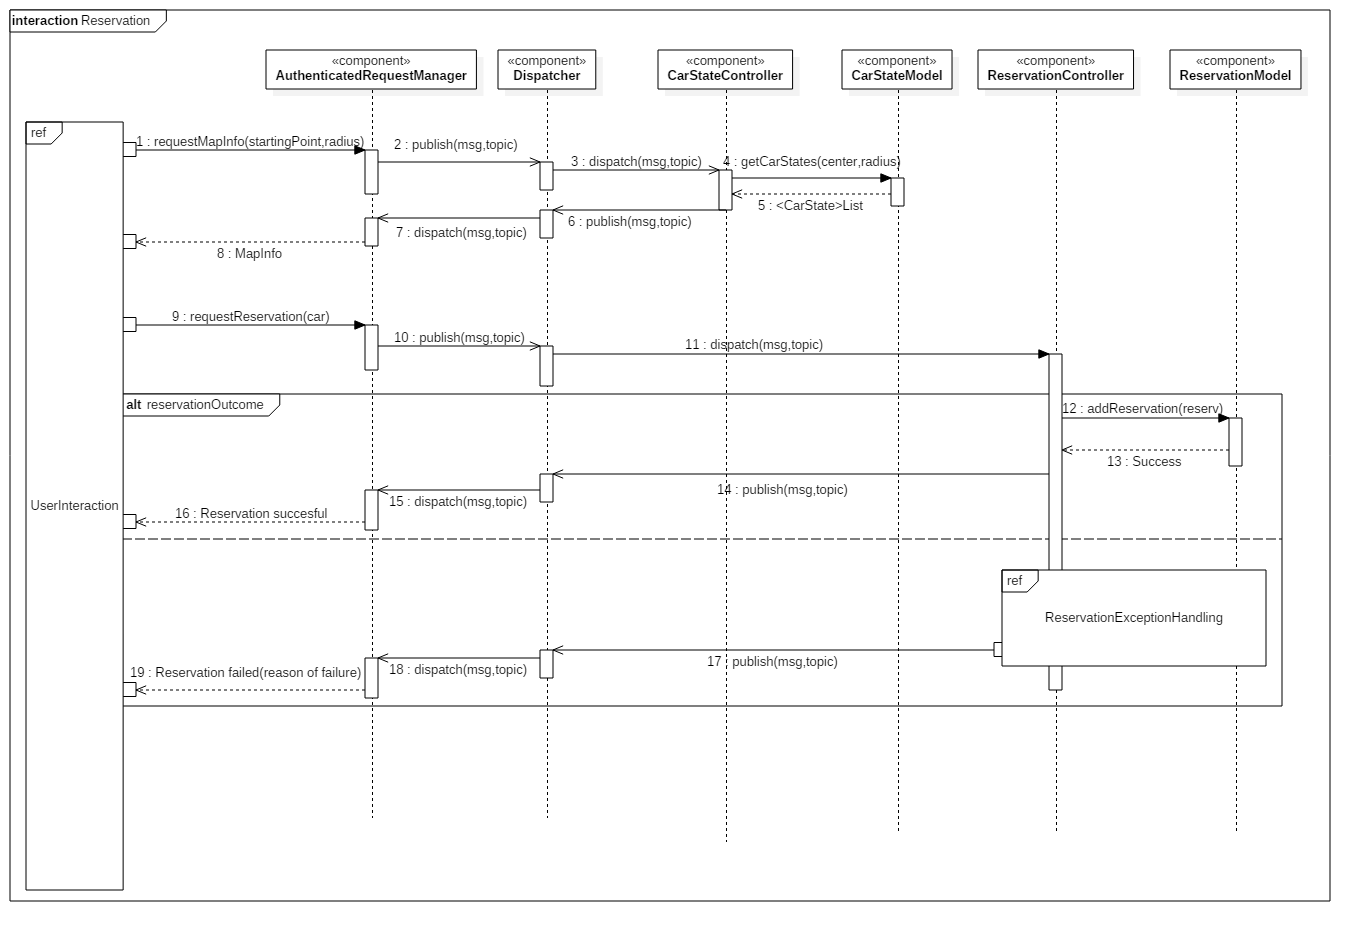 interaction Reservation
«component»
AuthenticatedRequestManager
«component»
Dispatcher
«component»
CarStateController
«component»
CarStateModel
«component»
ReservationController
«component»
ReservationModel
ref
1 : requestMapInfo(startingPoint,radius)
2 : publish(msg,topic)
3 : dispatch(msg,topic)
4 : getCarStates(center,radius)
5 : <CarState>List
6 : publish(msg,topic)
7 : dispatch(msg,topic)
8 : MapInfo
9 : requestReservation(car)
10 : publish(msg,topic)
11 : dispatch(msg,topic)
alt reservationOutcome
12 : addReservation(reserv)
13 : Success
14 : publish(msg,topic)
15 : dispatch(msg,topic)
UserInteraction
16 : Reservation succesful
ref
ReservationExceptionHandling
17 : publish(msg,topic)
18 : dispatch(msg,topic)
19 : Reservation failed(reason of failure)